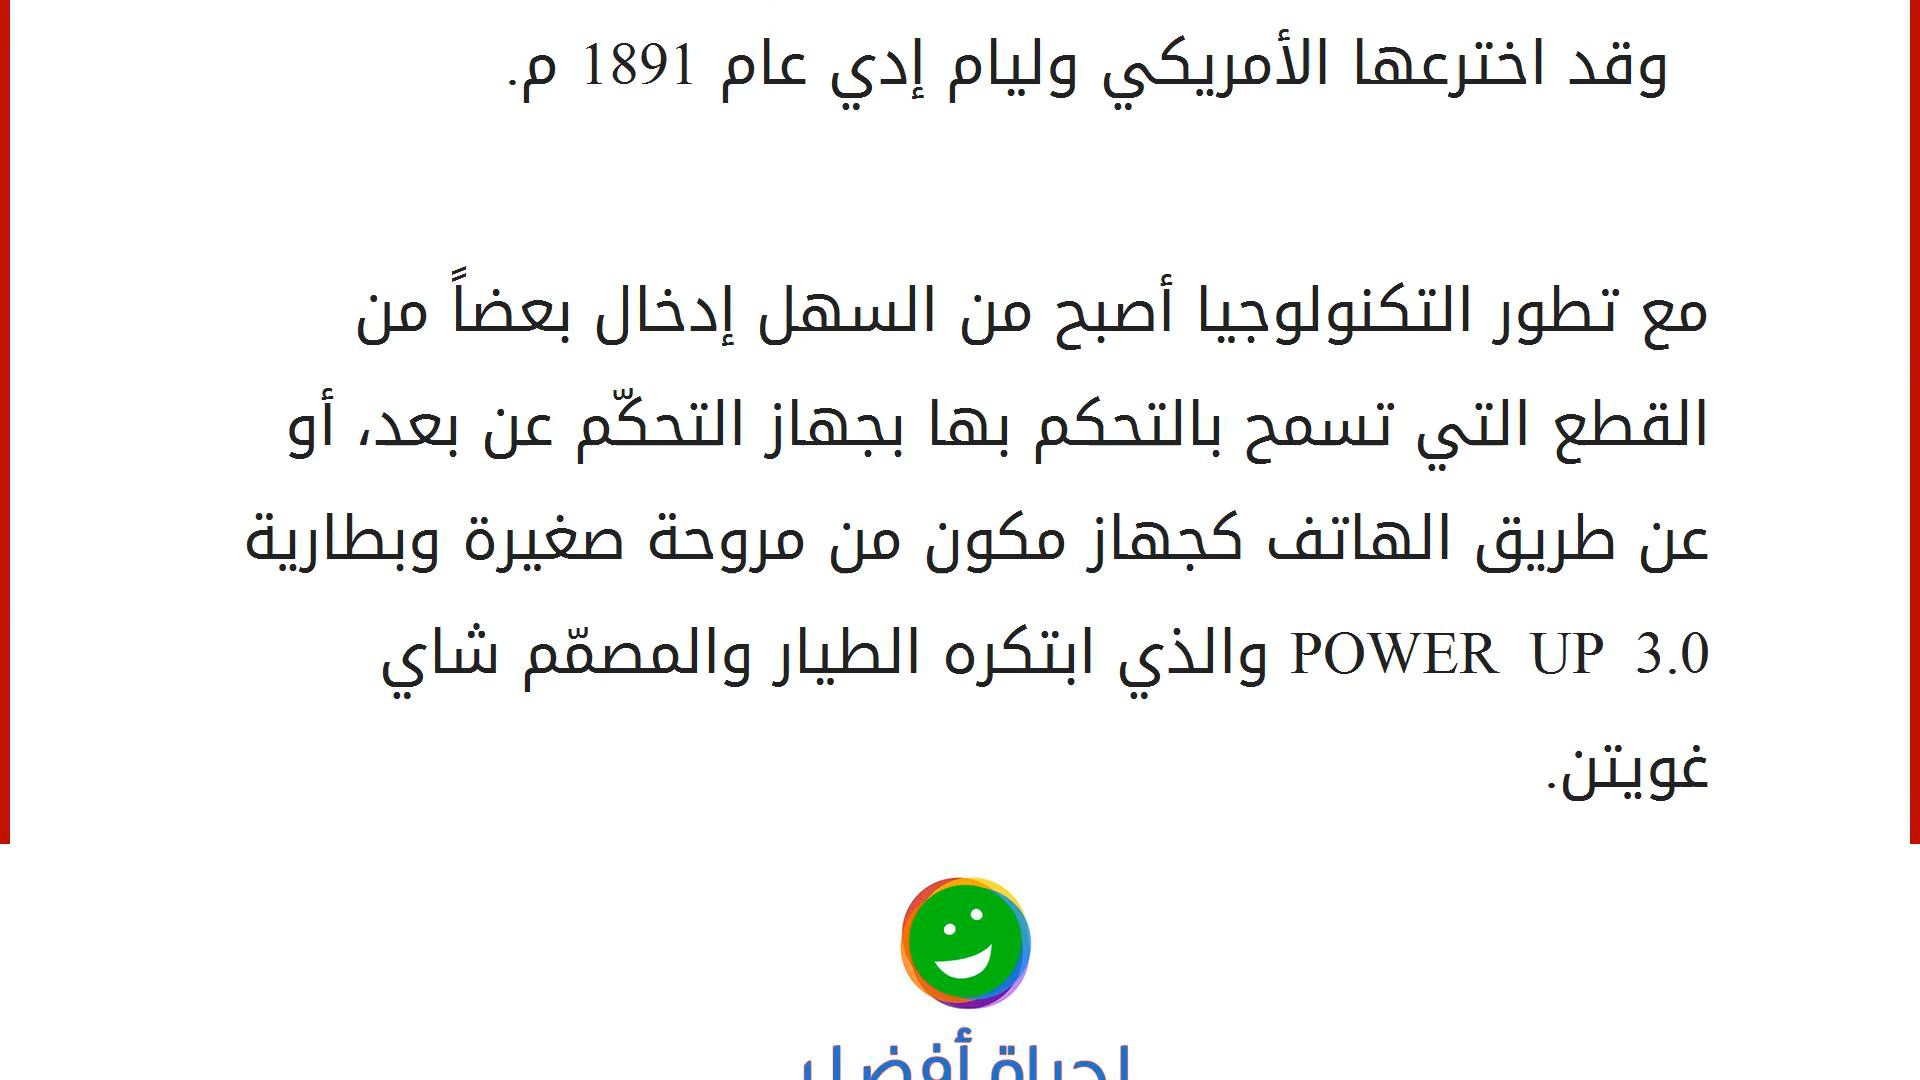 وقد اخترعها الأمريكي وليام إدي عام 1891 م.
مع تطور التكنولوجيا أصبح من السهل إدخال بعضاً من
القطع التي تسمح بالتحكم بها بجهاز التحكّم عن بعد، أو
عن طريق الهاتف كجهاز مكون من مروحة صغيرة وبطارية
POWER UP 3.0 والذي ابتكره الطيار والمصمّم شاي
غويتن.
لحياة أفضل